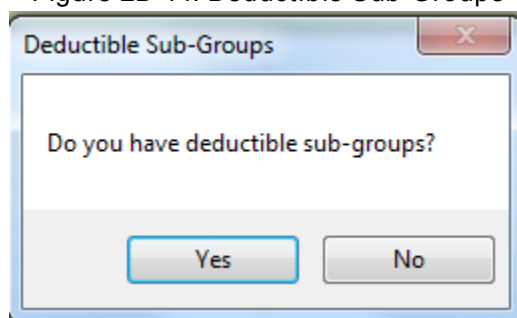 Deductible Sub-Groups
Do you have deductible sub-groups?
Yes
No